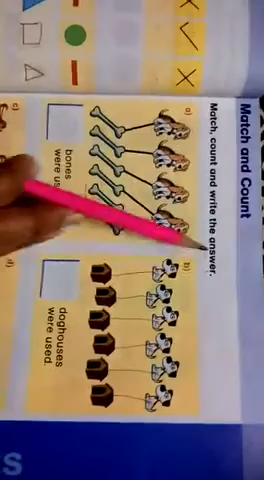 Match and Count
Match, count and write the answer.
a)
bones
were us
b)
doghouses
were used.
c)
d)
S